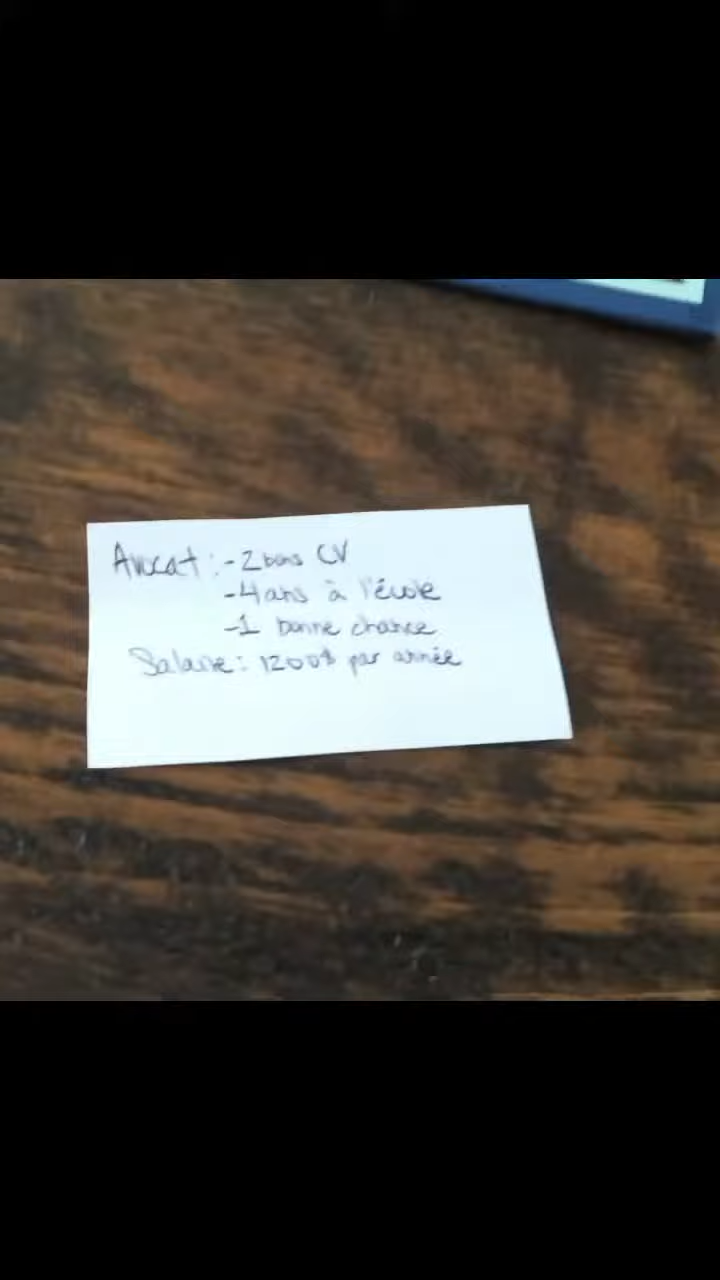 Avocat : - 2 bons CV
- 4 ans à l'école
- 1 bonne chance
Salaire : 1200$ par année